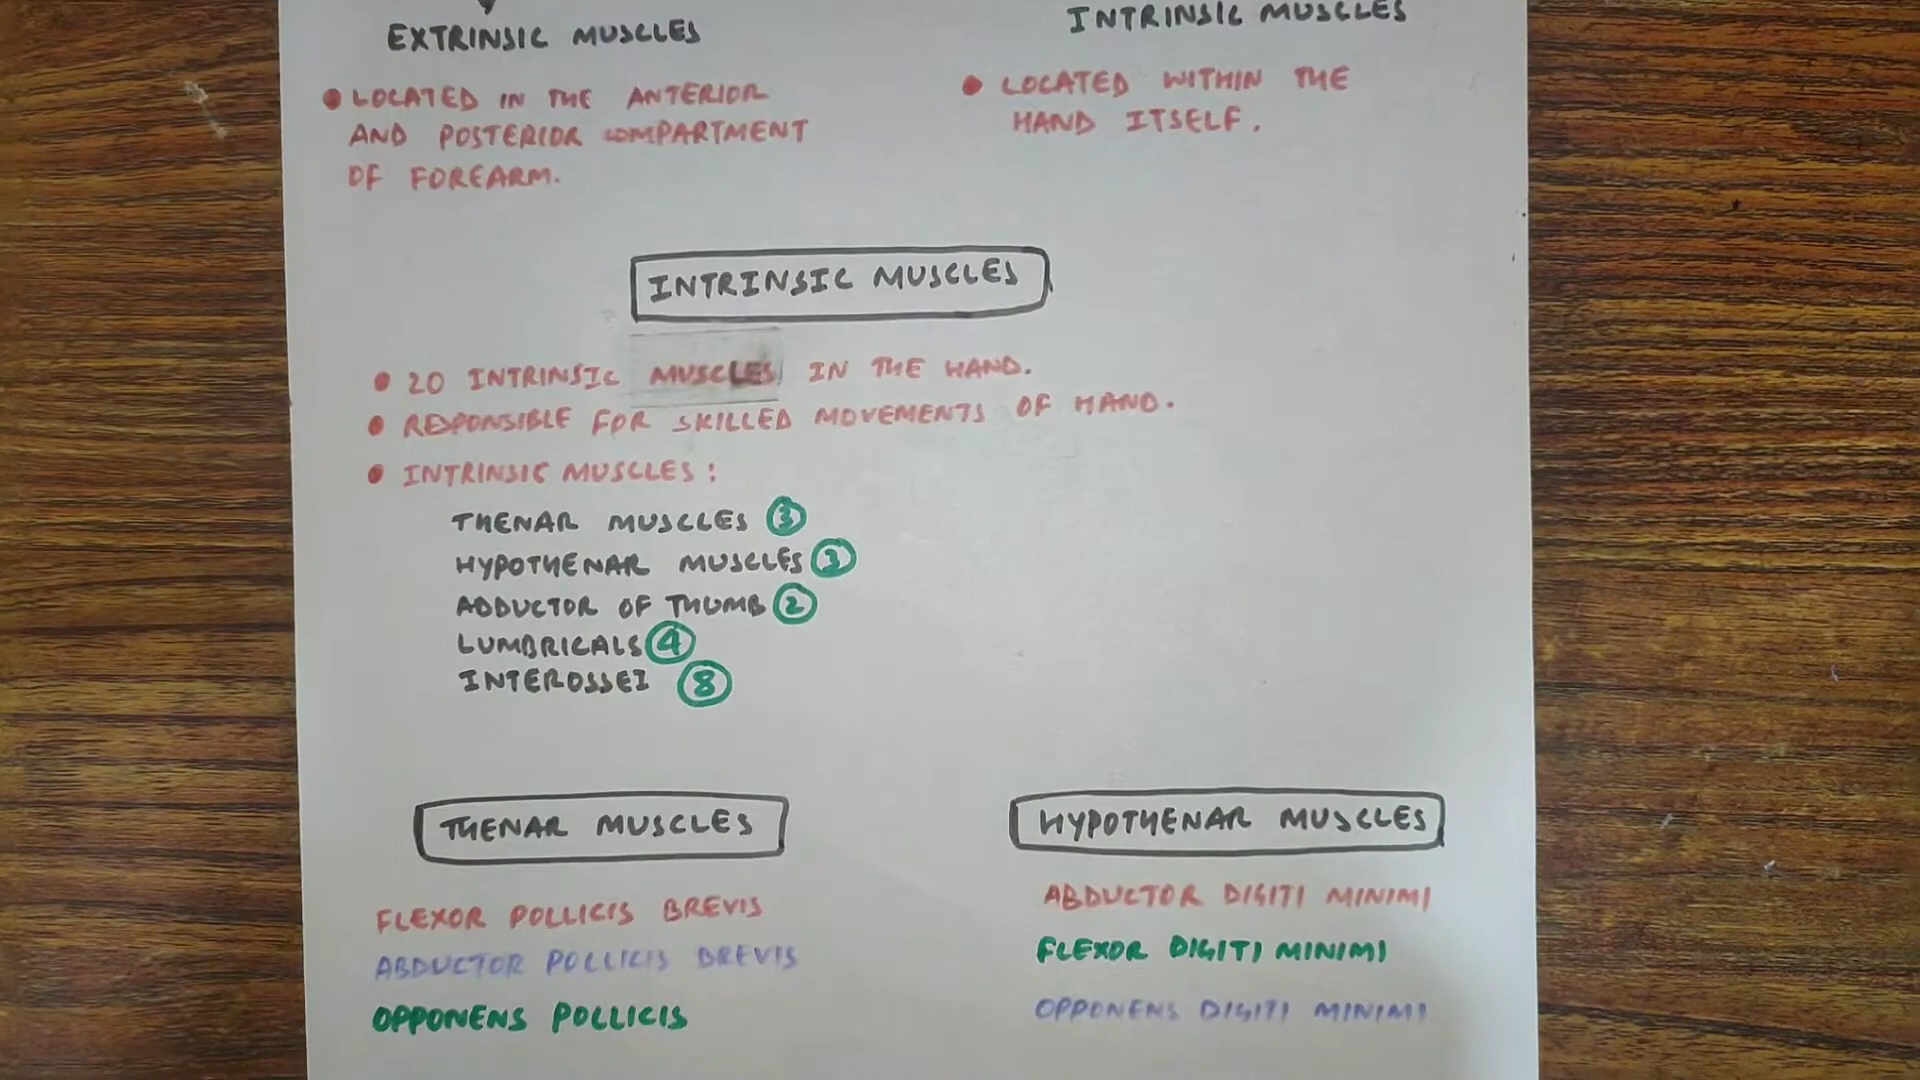 EXTRINSIC MUSCLES
• LOCATED IN THE ANTERIOR
AND POSTERIOR COMPARTMENT
OF FOREARM.
INTRINSIC MUSCLES
• LOCATED WITHIN THE
HAND ITSELF.
INTRINSIC MUSCLES
• 20 INTRINSIC MUSCLES IN THE HAND.
• RESPONSIBLE FOR SKILLED MOVEMENTS OF HAND.
• INTRINSIC MUSCLES :
THENAR MUSCLES 3
HYPOTHENAR MUSCLES 3
ADDUCTOR OF THUMB 2
LUMBRICALS 4
INTEROSSEI 8
THENAR MUSCLES
FLEXOR POLLICIS BREVIS
ABDUCTOR POLLICIS BREVIS
OPPONENS POLLICIS
HYPOTHENAR MUSCLES
ABDUCTOR DIGITI MINIMI
FLEXOR DIGITI MINIMI
OPPONENS DIGITI MINIMI